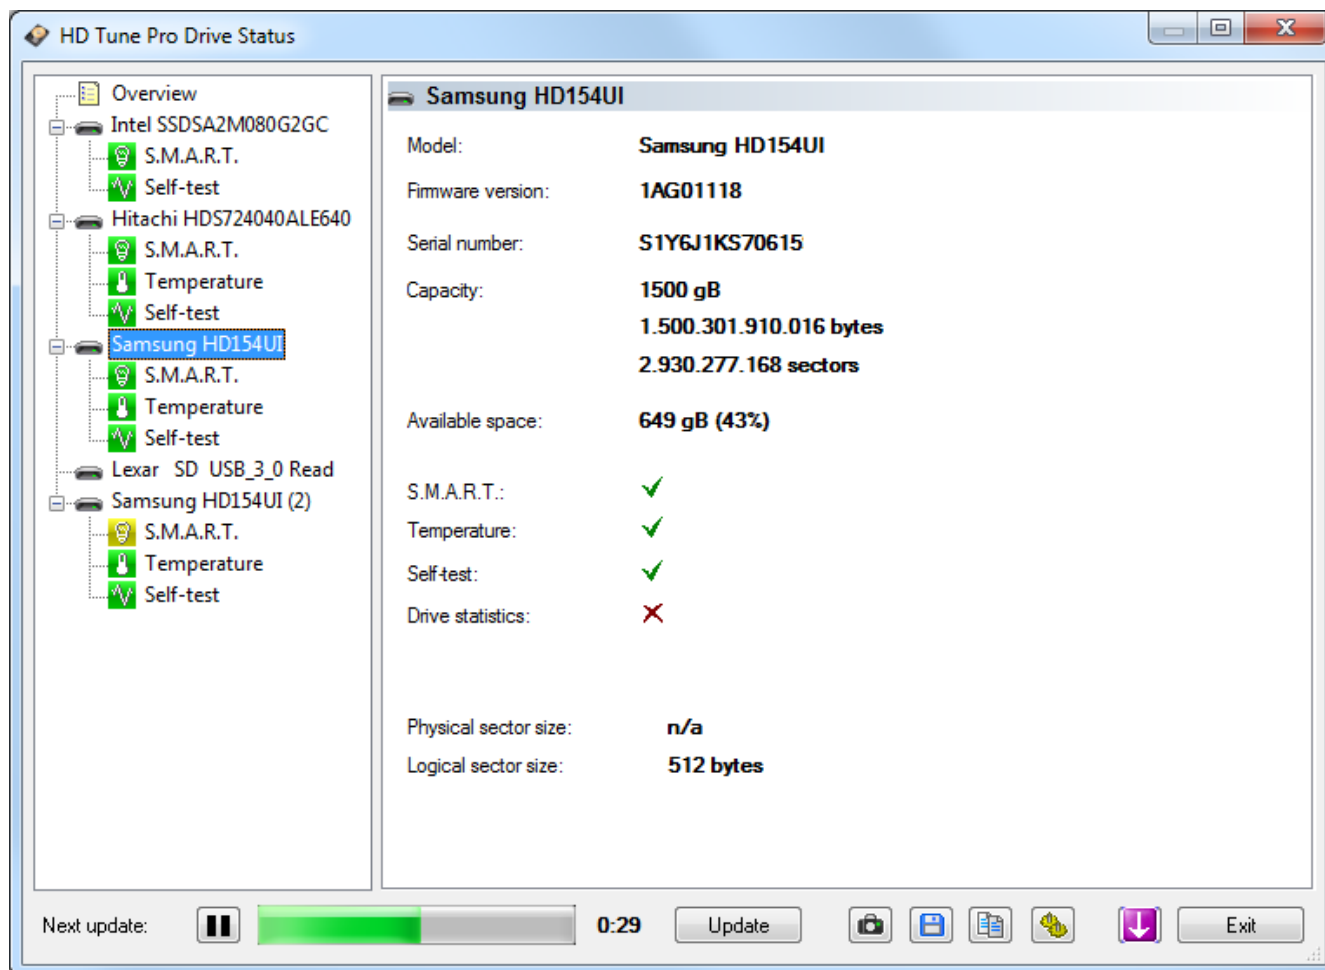 HD Tune Pro Drive Status
Overview
Intel SSDSA2M080G2GC
S.M.A.R.T.
Self-test
Hitachi HDS724040ALE640
S.M.A.R.T.
Temperature
Self-test
Samsung HD154UI
S.M.A.R.T.
Temperature
Self-test
Lexar SD USB_3_0 Read
Samsung HD154UI (2)
S.M.A.R.T.
Temperature
Self-test
Samsung HD154UI
Model: Samsung HD154UI
Firmware version: 1AG01118
Serial number: S1Y6J1KS70615
Capacity: 1500 gB
1.500.301.910.016 bytes
2.930.277.168 sectors
Available space: 649 gB (43%)
S.M.A.R.T.:
Temperature:
Self-test:
Drive statistics:
Physical sector size: n/a
Logical sector size: 512 bytes
Next update: 0:29 Update Exit